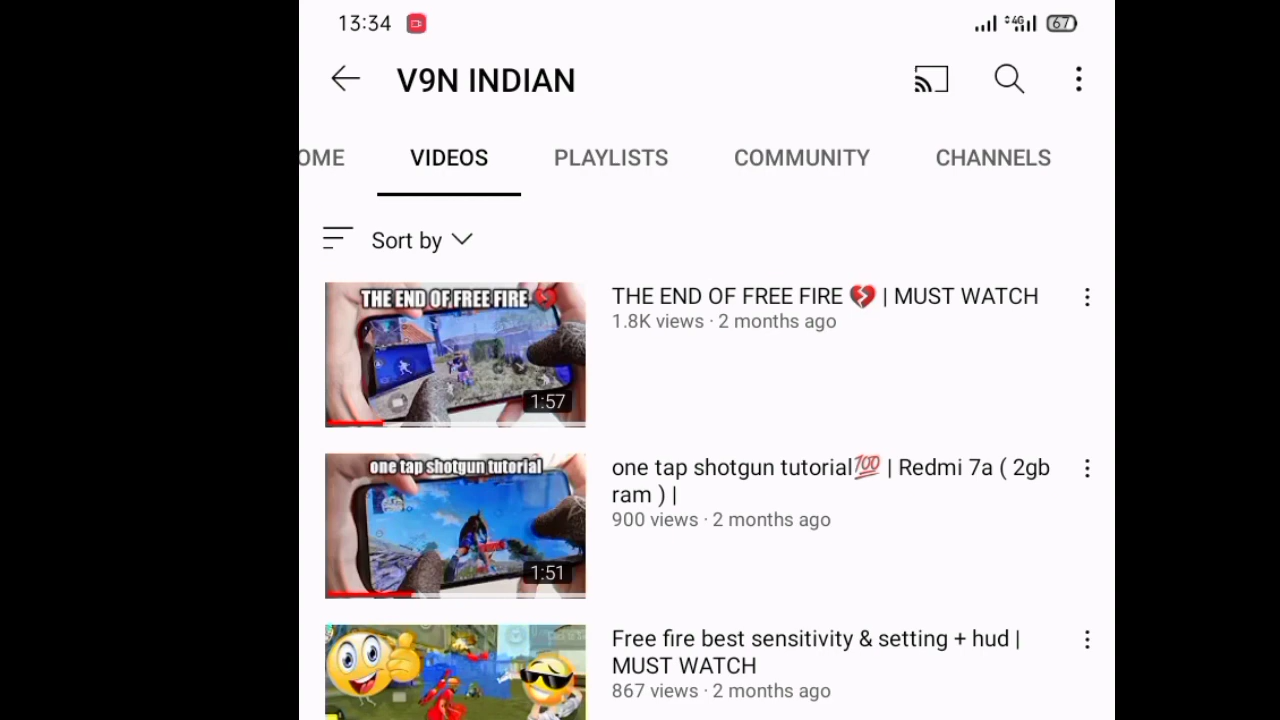 13:34 4G 67
V9N INDIAN
OME VIDEOS PLAYLISTS COMMUNITY CHANNELS
Sort by
THE END OF FREE FIRE 💔
1:57
THE END OF FREE FIRE 💔 | MUST WATCH
1.8K views · 2 months ago
one tap shotgun tutorial
1:51
one tap shotgun tutorial💯 | Redmi 7a ( 2gb
ram ) |
900 views · 2 months ago
Free fire best sensitivity & setting + hud |
MUST WATCH
867 views · 2 months ago